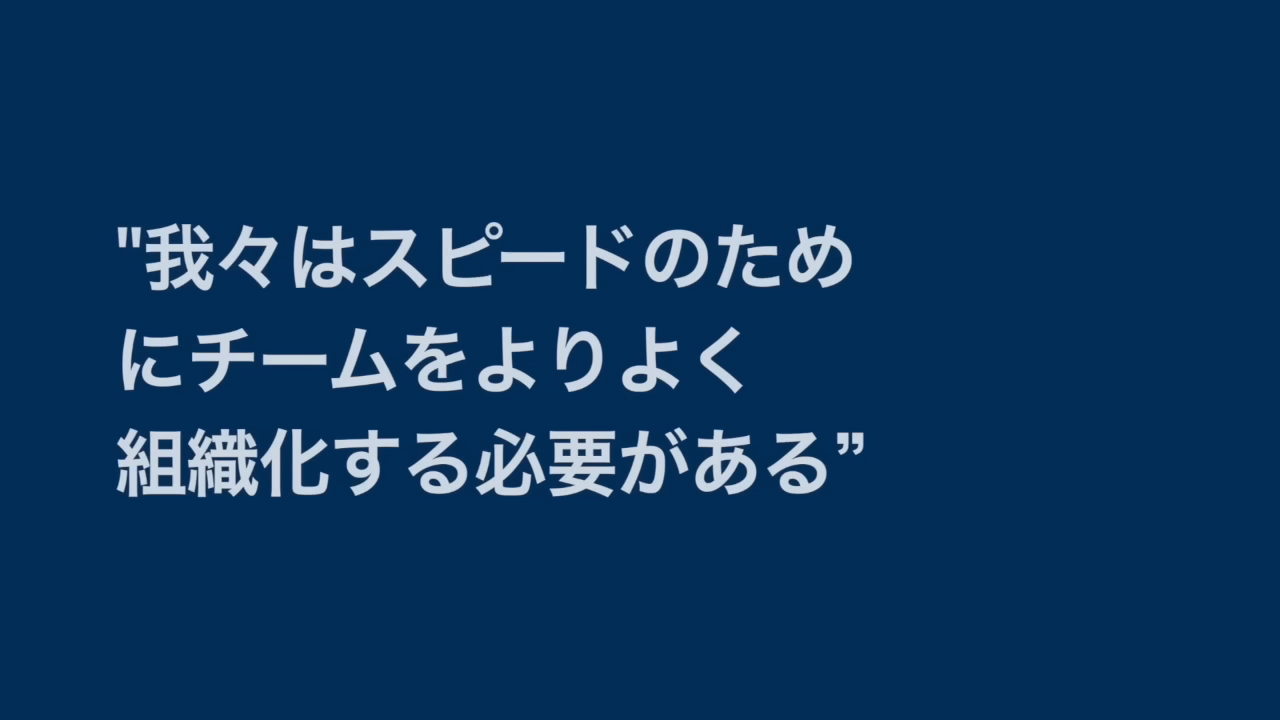 "我々はスピードのため
にチームをよりよく
組織化する必要がある”